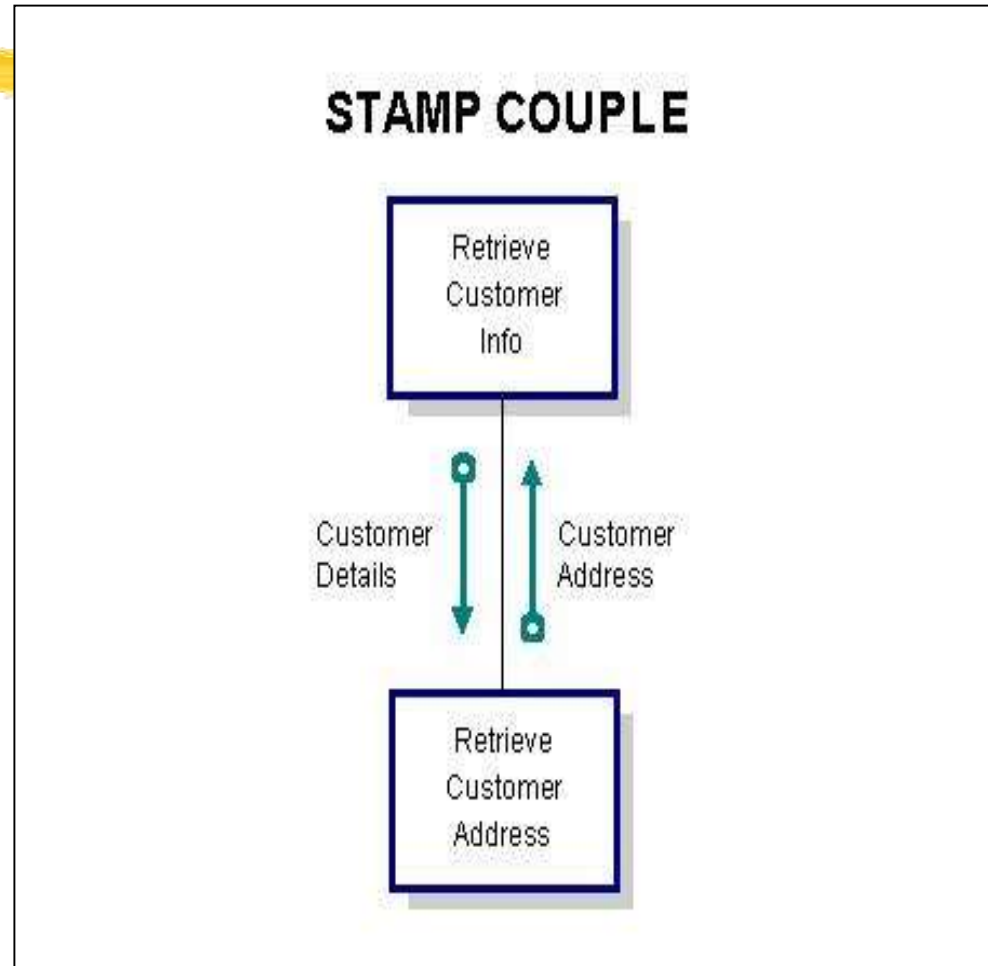 STAMP COUPLE
Retrieve
Customer
Info
Customer
Details
Customer
Address
Retrieve
Customer
Address